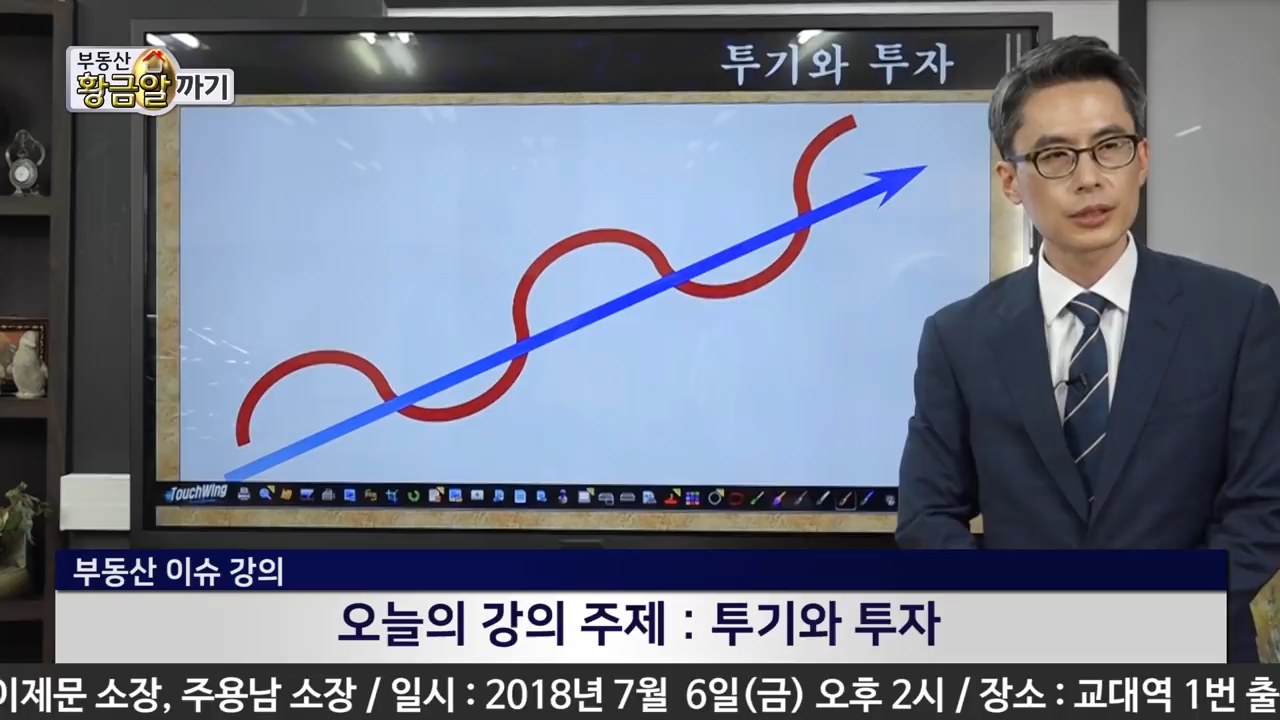 부동산
황금알까기
투기와 투자
TouchWing
부동산 이슈 강의
오늘의 강의 주제 : 투기와 투자
이제문 소장, 주용남 소장 / 일시 : 2018년 7월 6일(금) 오후 2시 / 장소 : 교대역 1번 출